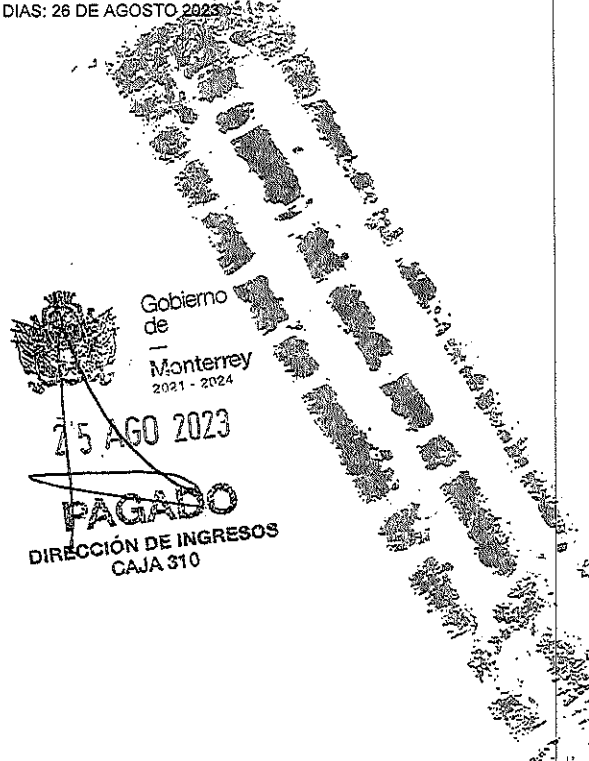 DIAS: 26 DE AGOSTO 2023
Gobierno
de
Monterrey
2021 - 2024
25 AGO 2023
PAGADO
DIRECCIÓN DE INGRESOS
CAJA 310